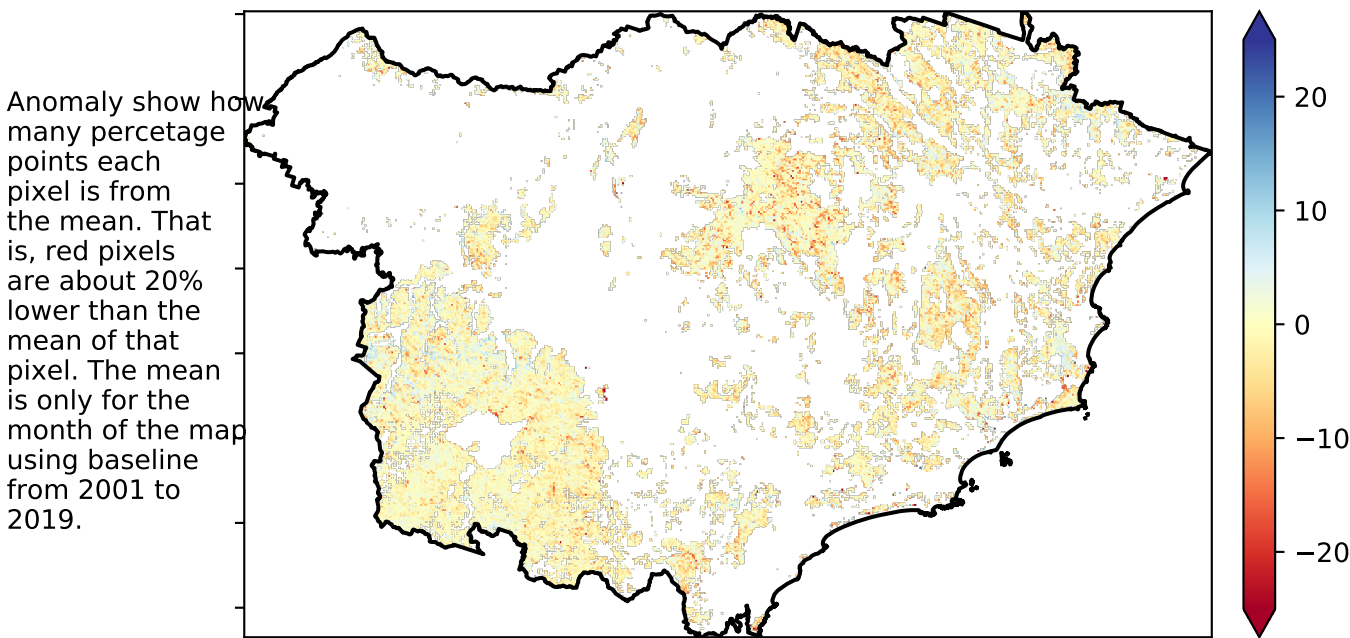 Anomaly show how
many percetage
points each
pixel is from
the mean. That
is, red pixels
are about 20%
lower than the
mean of that
pixel. The mean
is only for the
month of the map
using baseline
from 2001 to
2019.
20
10
0
−10
−20